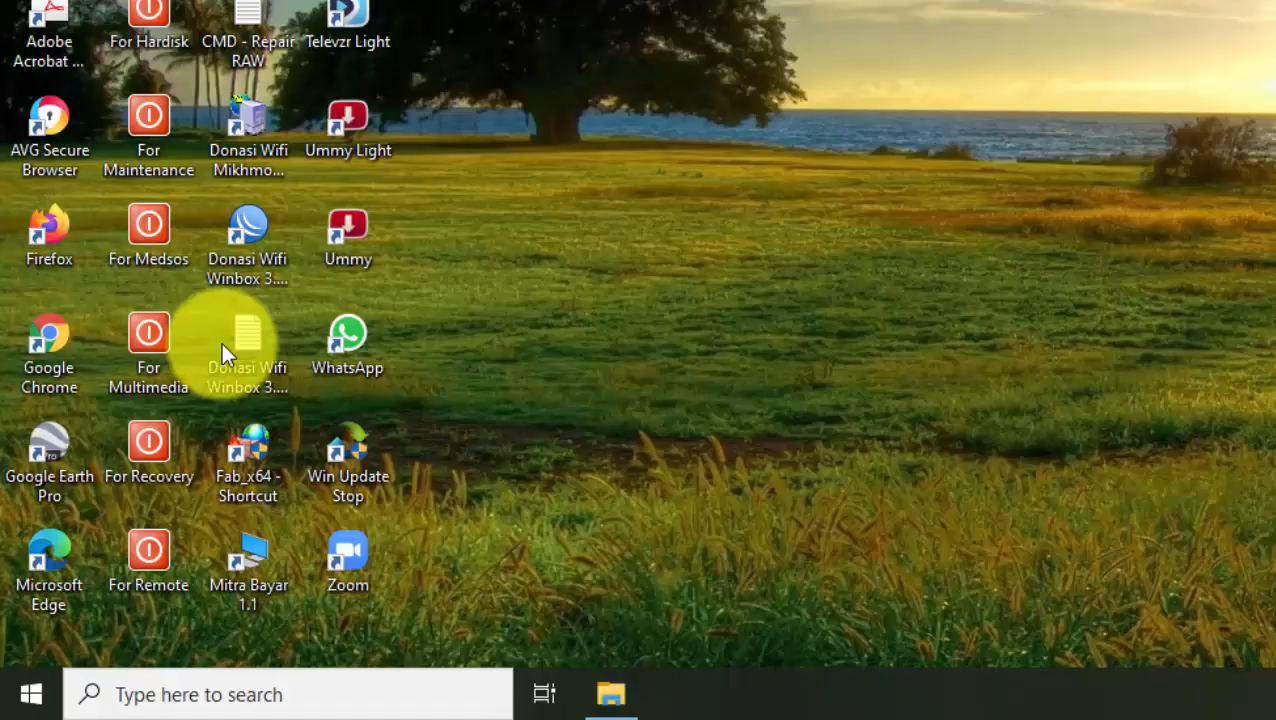 Adobe
Acrobat ...
For Hardisk
CMD - Repair
RAW
Televzr Light
AVG Secure
Browser
For
Maintenance
Donasi Wifi
Mikhmo...
Ummy Light
Firefox
For Medsos
Donasi Wifi
Winbox 3....
Ummy
Google
Chrome
For
Multimedia
Donasi Wifi
Winbox 3....
WhatsApp
Google Earth
Pro
For Recovery
Fab_x64 -
Shortcut
Win Update
Stop
Microsoft
Edge
For Remote
Mitra Bayar
1.1
Zoom
Type here to search